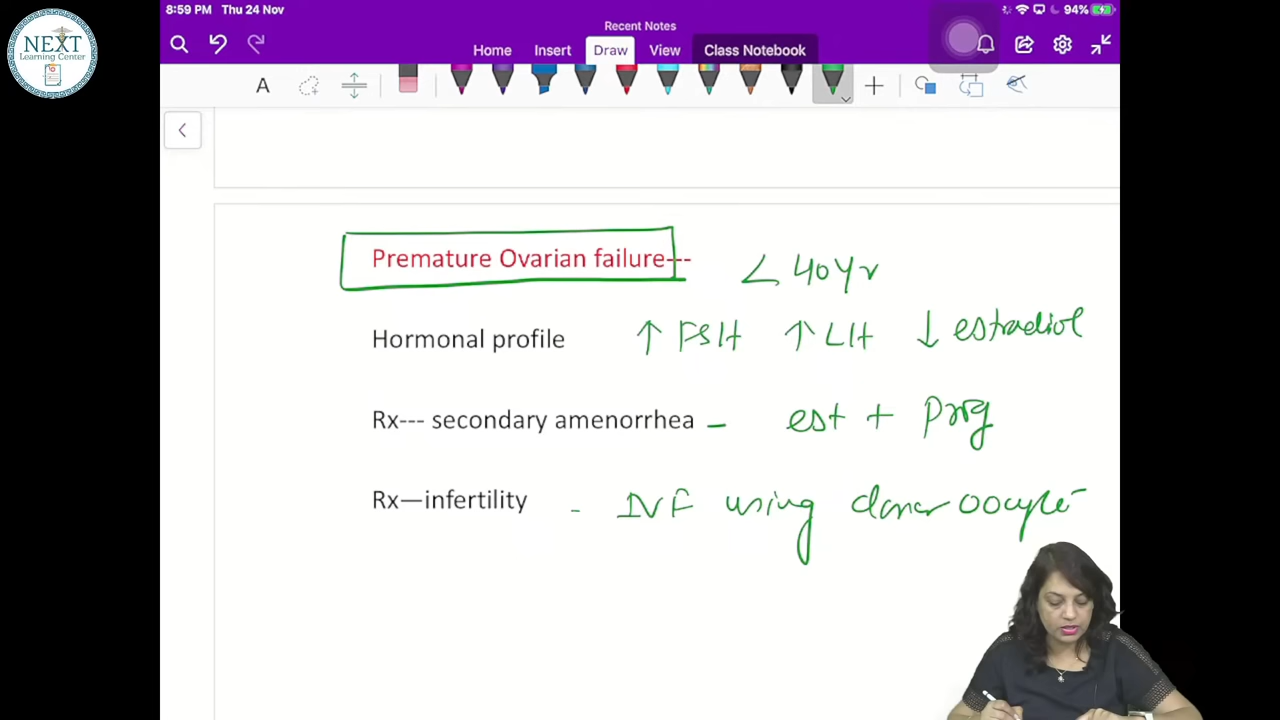 8:59 PM Thu 24 Nov
94%
NEXT
Learning Center
Recent Notes
Home Insert Draw View Class Notebook
A
Premature Ovarian failure--- < 40Yr
Hormonal profile ↑ FSH ↑ LH ↓ estradiol
Rx--- secondary amenorrhea - est + Prog
Rx—infertility - IVF using donor oocyte